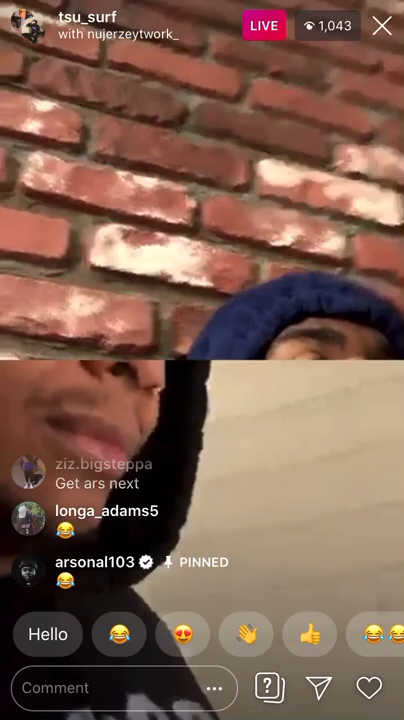 tsu_surf
with nujerzeytwork_
LIVE
1,043
ziz.bigsteppa
Get ars next
longa_adams5
😂
arsonal103 PINNED
😂
Hello 😂 😍 👋 👍 😂😂
Comment